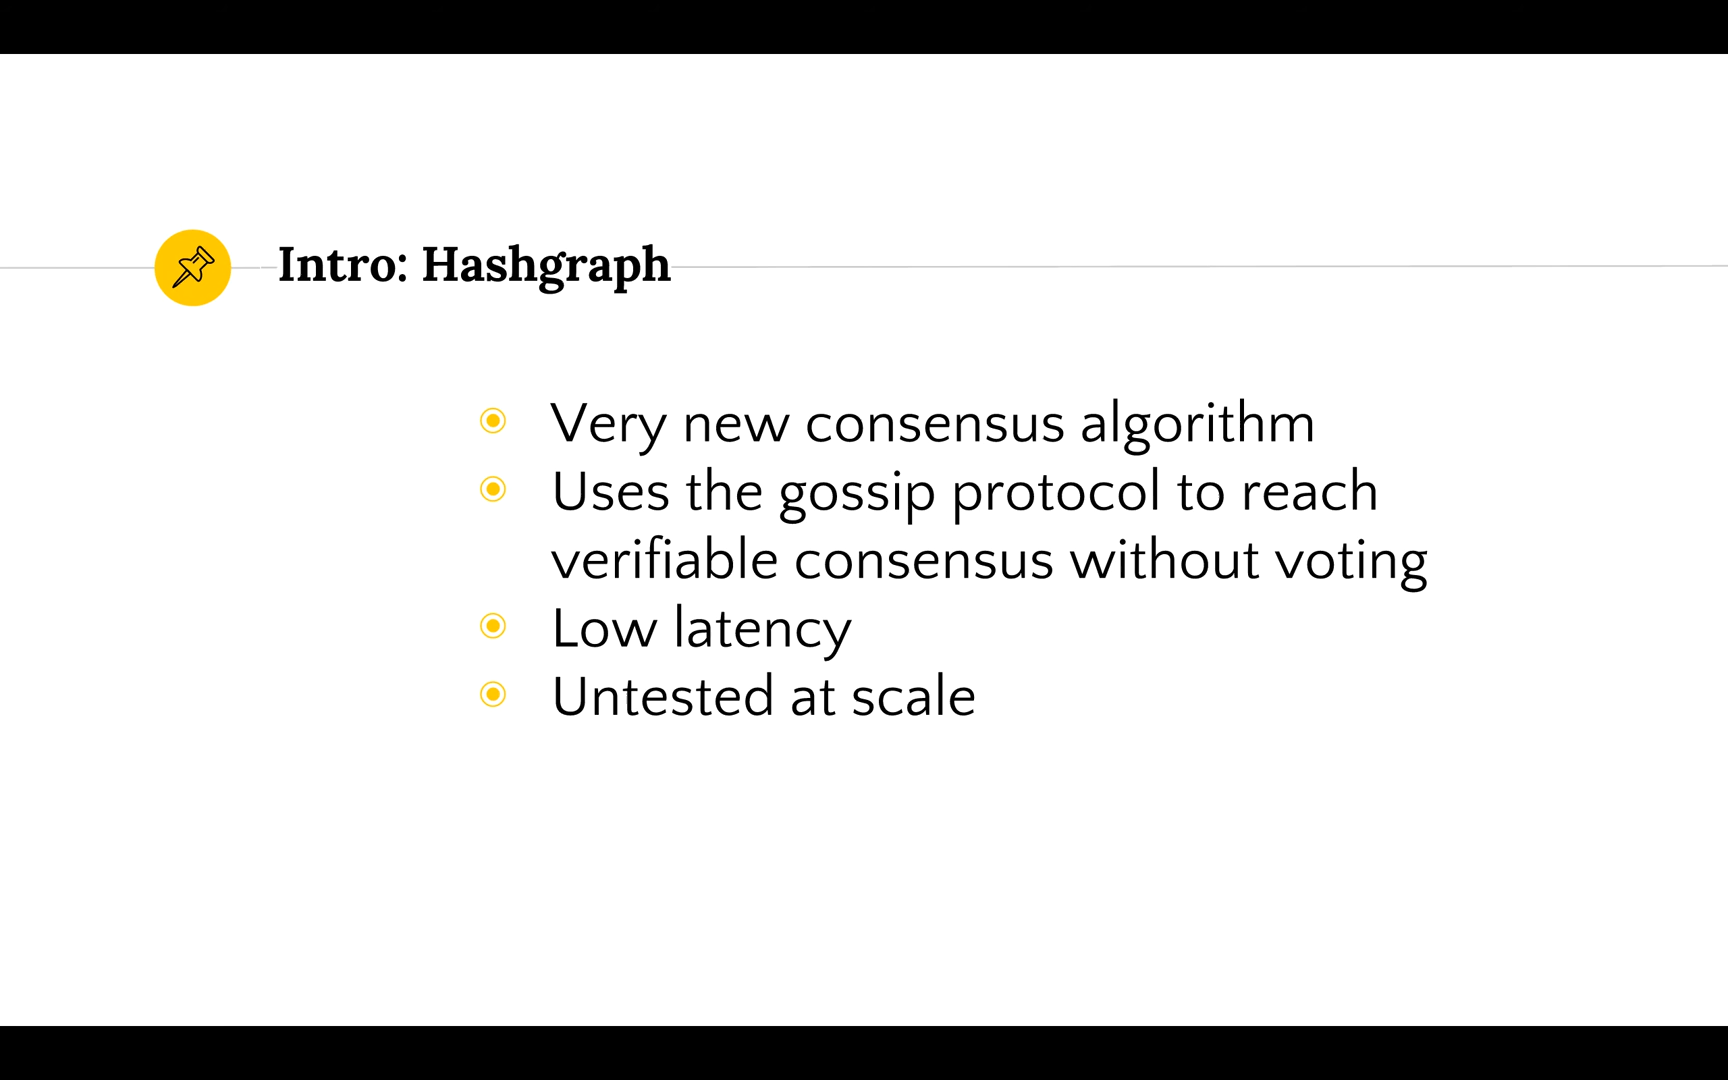 Intro: Hashgraph
Very new consensus algorithm
Uses the gossip protocol to reach
verifiable consensus without voting
Low latency
Untested at scale